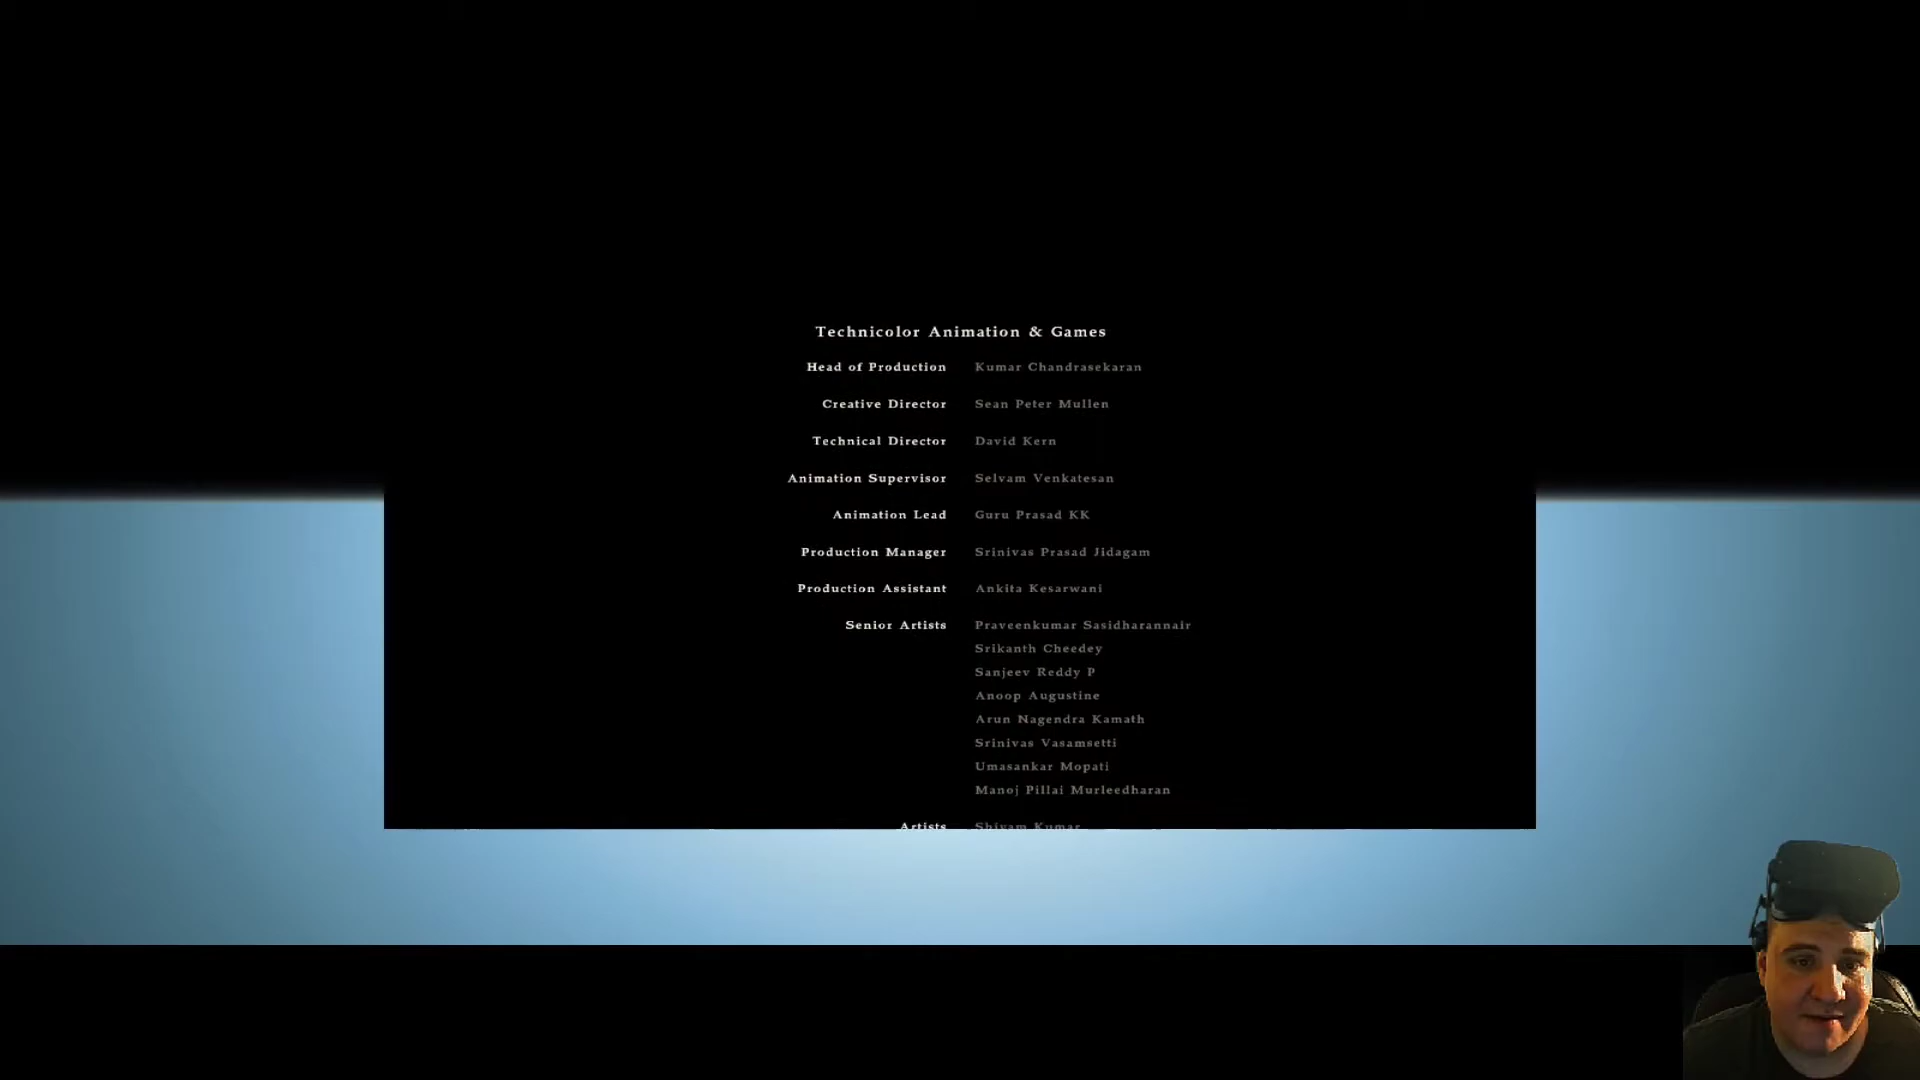 Technicolor Animation & Games
Head of Production Kumar Chandrasekaran
Creative Director Sean Peter Mullen
Technical Director David Kern
Animation Supervisor Selvam Venkatesan
Animation Lead Guru Prasad KK
Production Manager Srinivas Prasad Jidagam
Production Assistant Ankita Kesarwani
Senior Artists Praveenkumar Sasidharannair
Srikanth Cheedey
Sanjeev Reddy P
Anoop Augustine
Arun Nagendra Kamath
Srinivas Vasamsetti
Umasankar Mopati
Manoj Pillai Murleedharan
Artists Shivam Kumar